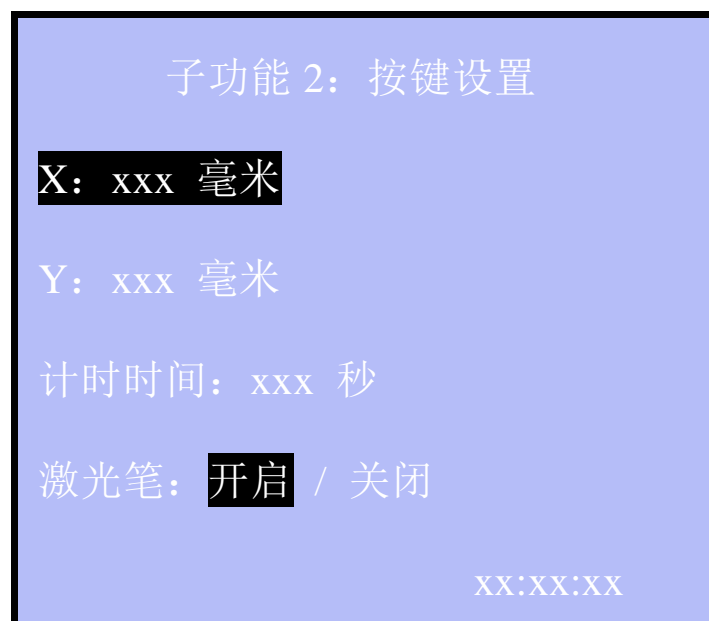 子功能 2：按键设置
X：xxx 毫米
Y：xxx 毫米
计时时间：xxx 秒
激光笔：开启 / 关闭
xx:xx:xx